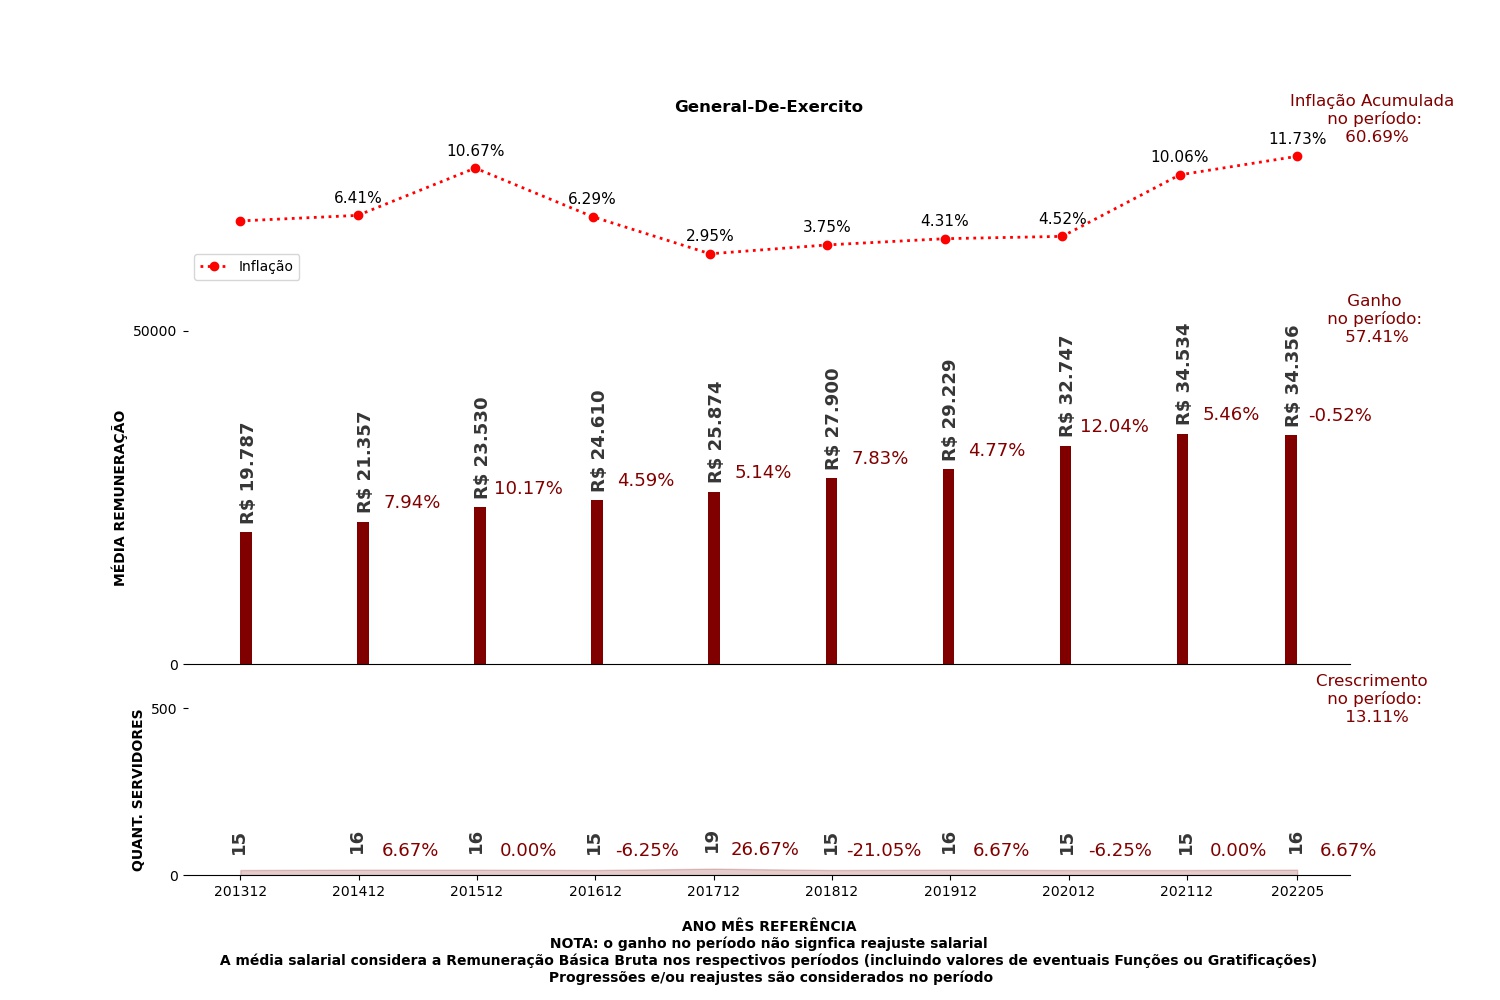 General-De-Exercito
Inflação Acumulada
no período:
60.69%
6.41%
10.67%
6.29%
2.95%
3.75%
4.31%
4.52%
10.06%
11.73%
Inflação
Ganho
no período:
57.41%
MÉDIA REMUNERAÇÃO
50000
0
R$ 19.787
R$ 21.357
7.94%
R$ 23.530
10.17%
R$ 24.610
4.59%
R$ 25.874
5.14%
R$ 27.900
7.83%
R$ 29.229
4.77%
R$ 32.747
12.04%
R$ 34.534
5.46%
R$ 34.356
-0.52%
Crescrimento
no período:
13.11%
QUANT. SERVIDORES
500
0
15
16
6.67%
16
0.00%
15
-6.25%
19
26.67%
15
-21.05%
16
6.67%
15
-6.25%
15
0.00%
16
6.67%
201312
201412
201512
201612
201712
201812
201912
202012
202112
202205
ANO MÊS REFERÊNCIA
NOTA: o ganho no período não signfica reajuste salarial
A média salarial considera a Remuneração Básica Bruta nos respectivos períodos (incluindo valores de eventuais Funções ou Gratificações)
Progressões e/ou reajustes são considerados no período